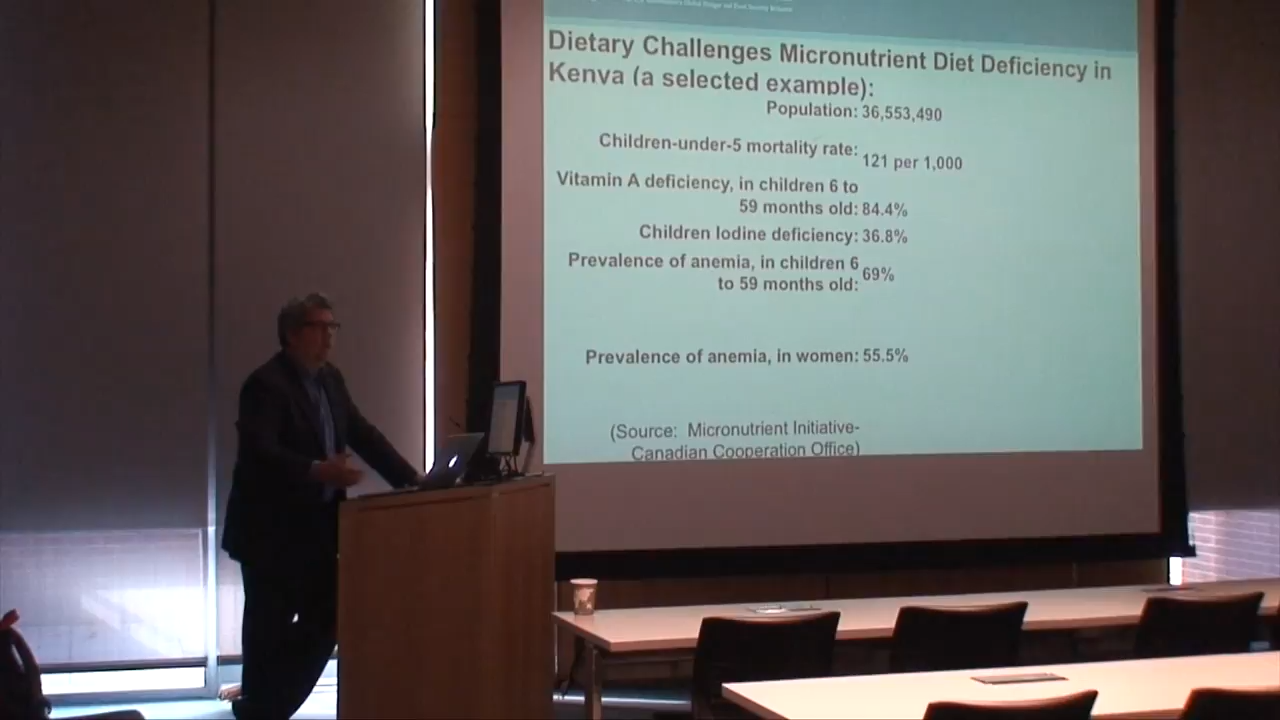 Dietary Challenges Micronutrient Diet Deficiency in
Kenya (a selected example):
Population: 36,553,490
Children-under-5 mortality rate: 121 per 1,000
Vitamin A deficiency, in children 6 to
59 months old: 84.4%
Children Iodine deficiency: 36.8%
Prevalence of anemia, in children 6
to 59 months old: 69%
Prevalence of anemia, in women: 55.5%
(Source: Micronutrient Initiative-
Canadian Cooperation Office)